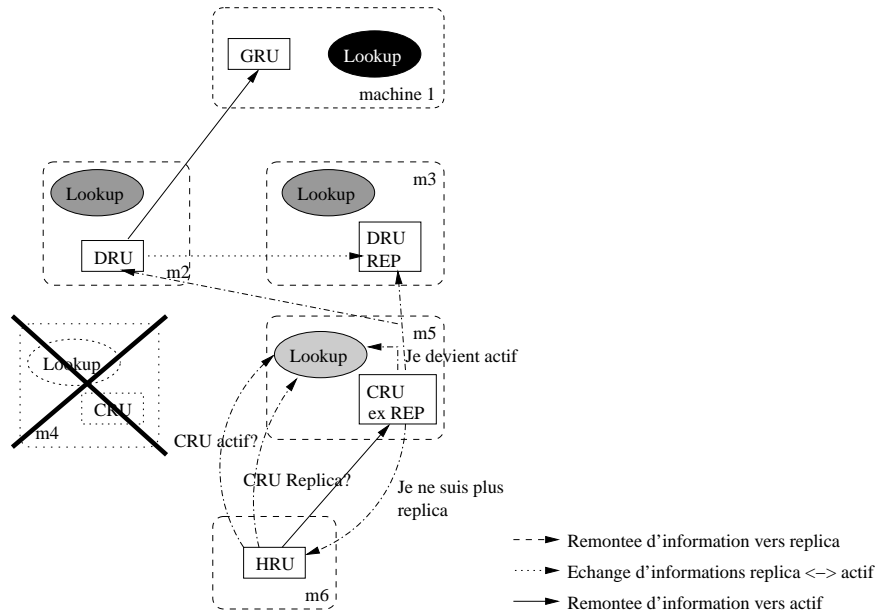 GRU
Lookup
machine 1
Lookup
DRU
m2
m3
Lookup
DRU
REP
Lookup
CRU
m4
m5
Lookup
Je devient actif
CRU
ex REP
CRU actif?
CRU Replica?
Je ne suis plus
replica
HRU
m6
Remontee d'information vers replica
Echange d'informations replica <-> actif
Remontee d'information vers actif